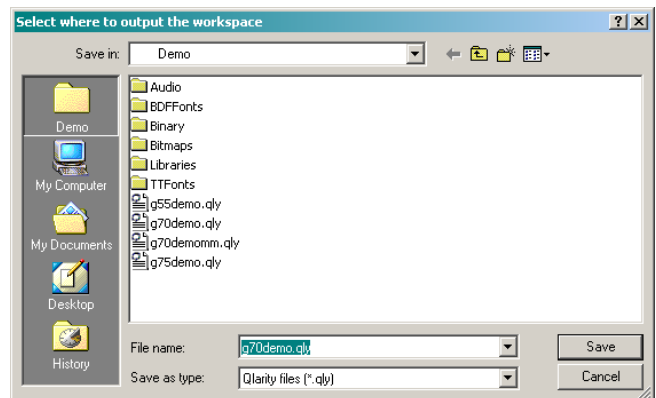 Select where to output the workspace
Save in: Demo
Demo
My Computer
My Documents
Desktop
History
Audio
BDFFonts
Binary
Bitmaps
Libraries
TTFonts
g55demo.qly
g70demo.qly
g70demomm.qly
g75demo.qly
File name: g70demo.qly Save
Save as type: Qlarity files (*.qly) Cancel